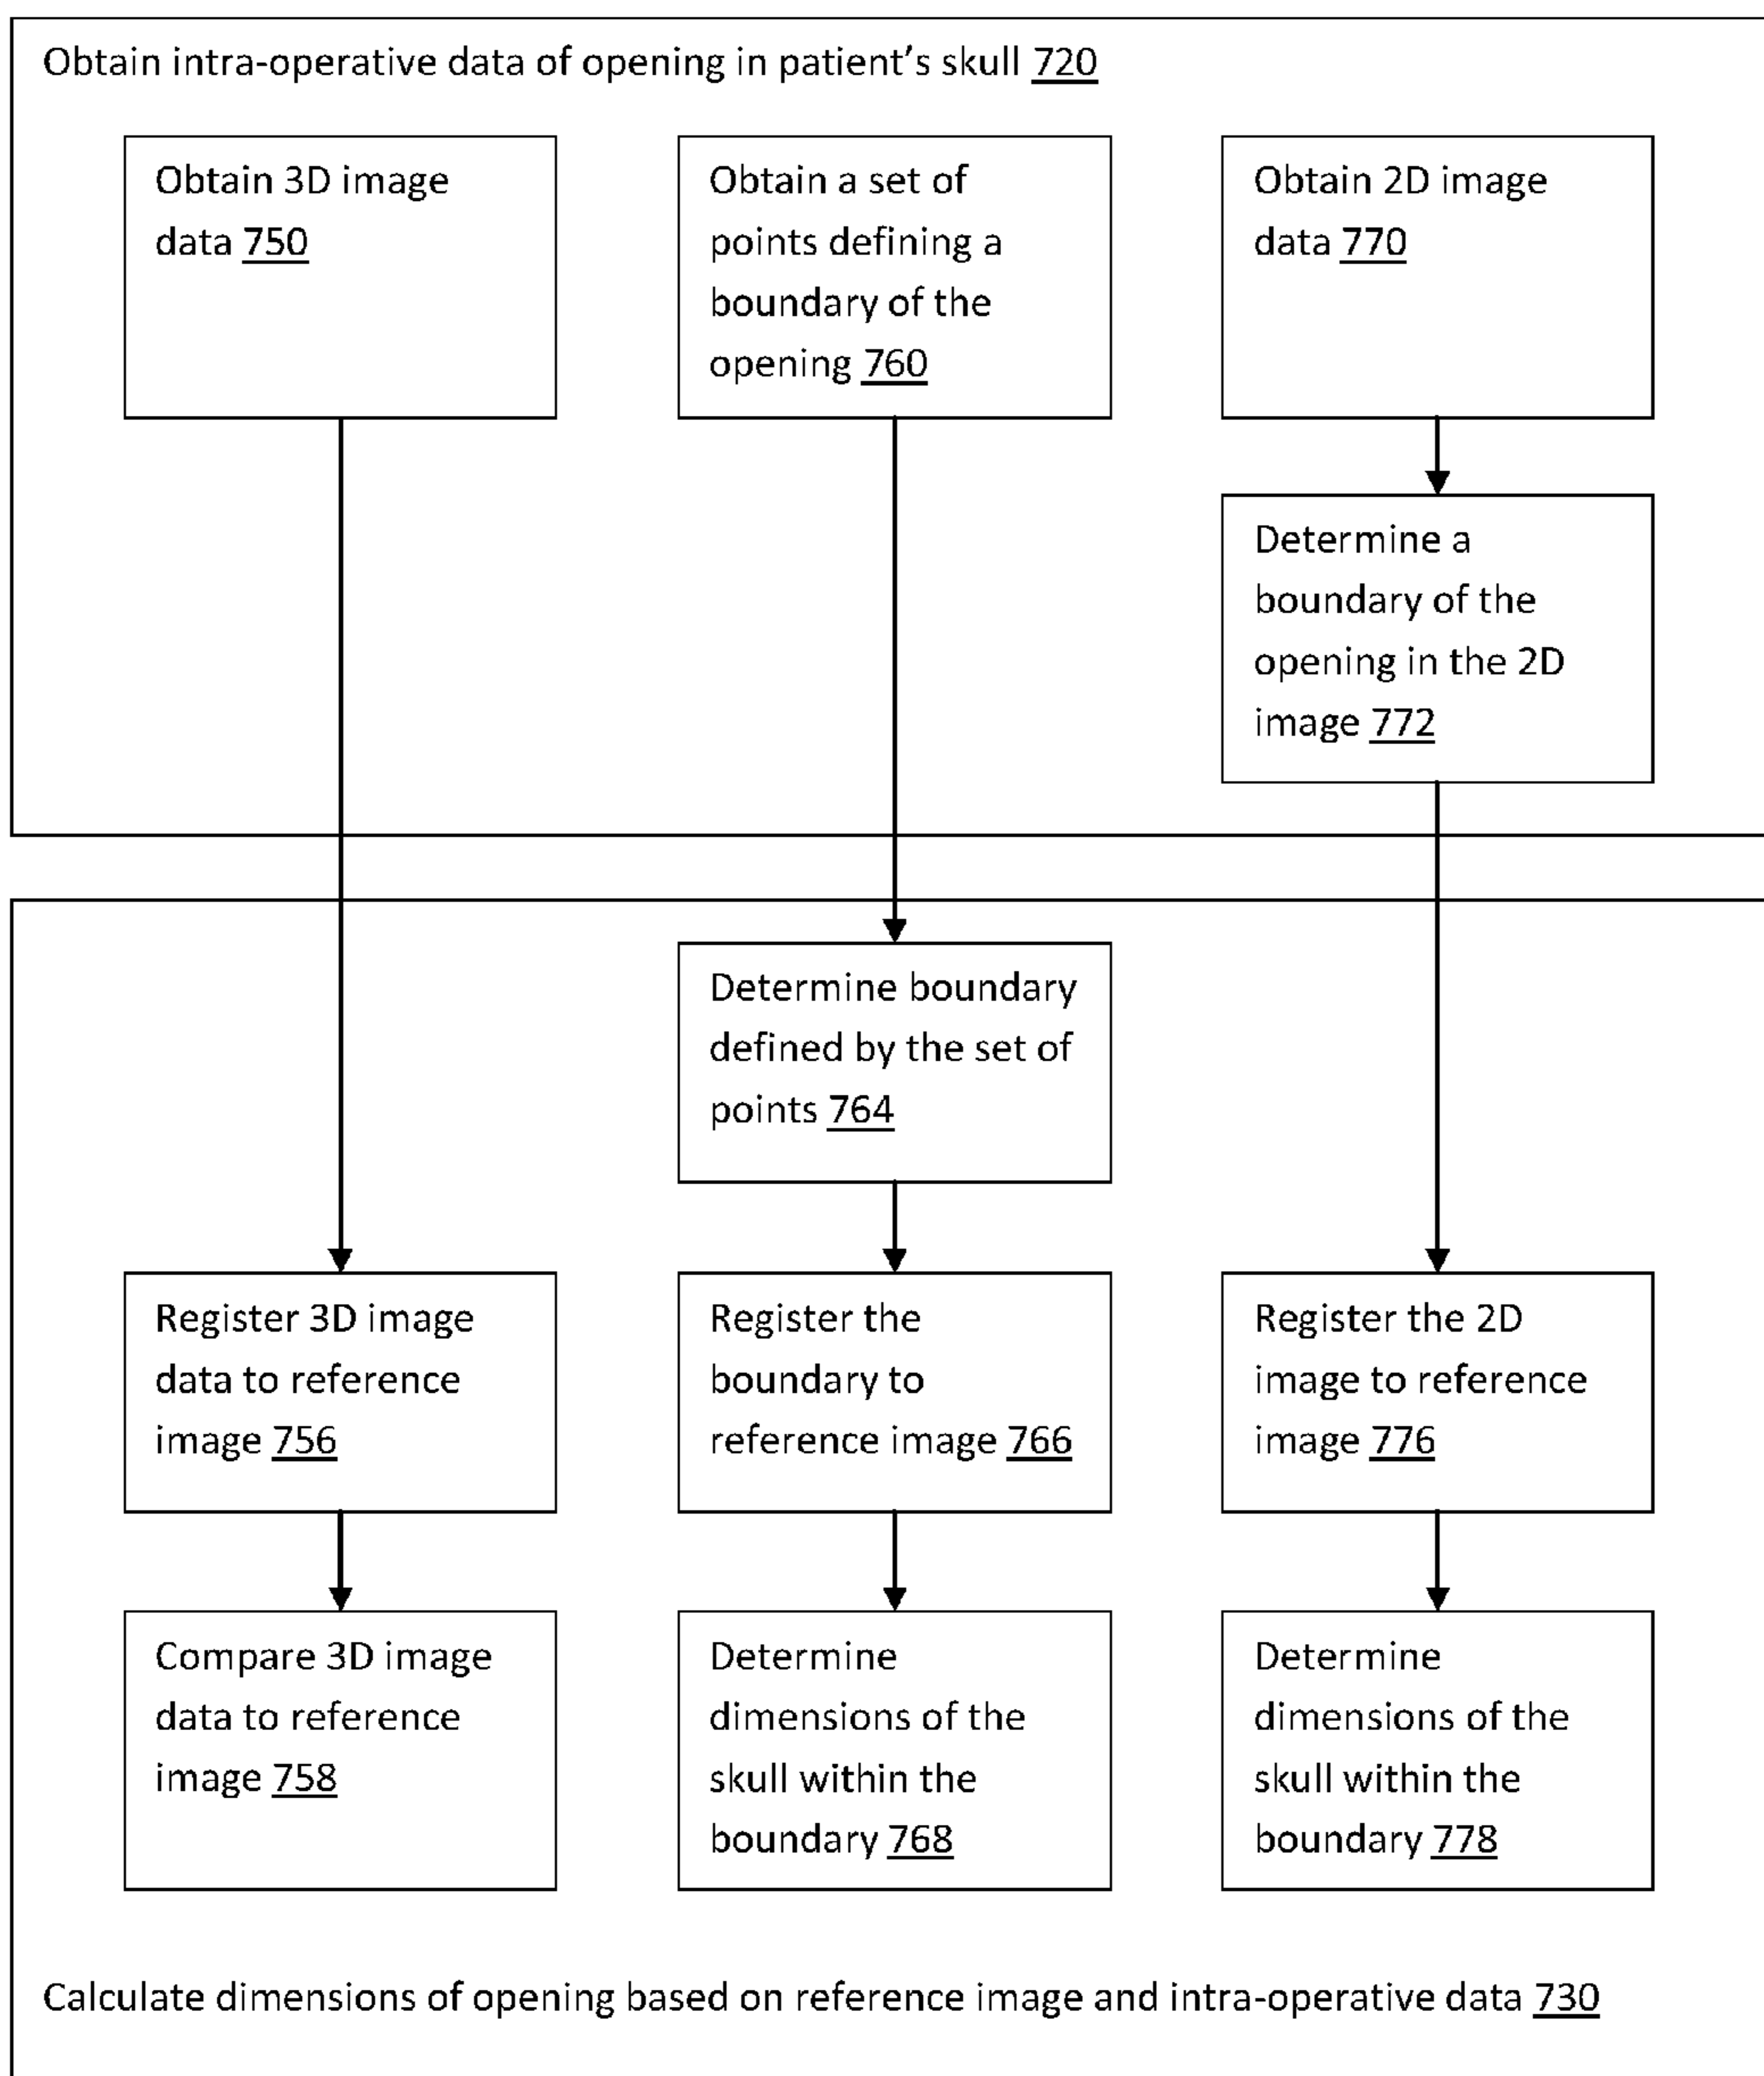 Obtain intra-operative data of opening in patient’s skull 720
Obtain 3D image
data 750
Obtain a set of
points defining a
boundary of the
opening 760
Obtain 2D image
data 770
Determine a
boundary of the
opening in the 2D
image 772
Determine boundary
defined by the set of
points 764
Register 3D image
data to reference
image 756
Register the
boundary to
reference image 766
Register the 2D
image to reference
image 776
Compare 3D image
data to reference
image 758
Determine
dimensions of the
skull within the
boundary 768
Determine
dimensions of the
skull within the
boundary 778
Calculate dimensions of opening based on reference image and intra-operative data 730